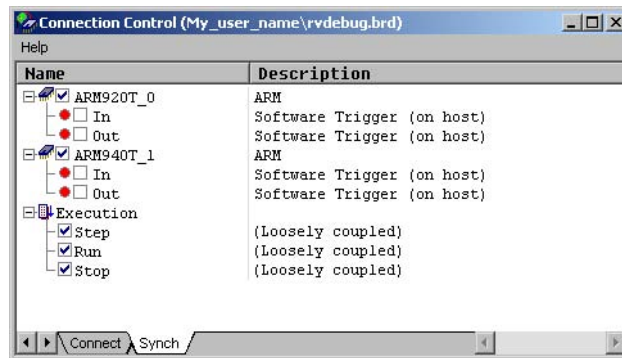 Connection Control (My_user_name\rvdebug.brd)
Help
Name Description
ARM920T_0 ARM
In Software Trigger (on host)
Out Software Trigger (on host)
ARM940T_1 ARM
In Software Trigger (on host)
Out Software Trigger (on host)
Execution
Step (Loosely coupled)
Run (Loosely coupled)
Stop (Loosely coupled)
Connect Synch